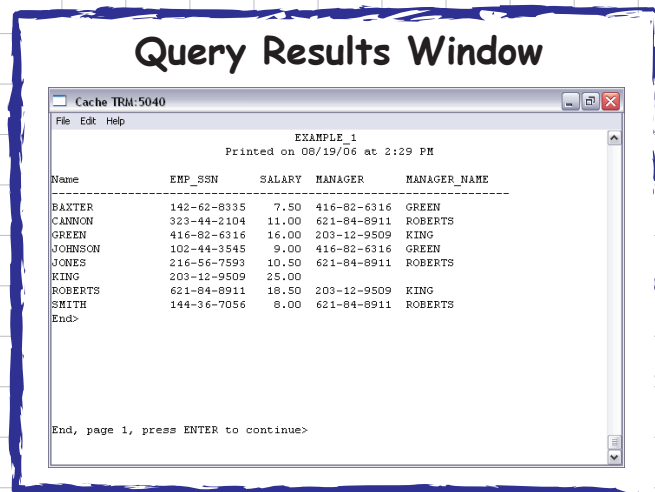 Query Results Window
Cache TRM:5040
File Edit Help
EXAMPLE_1
Printed on 08/19/06 at 2:29 PM
Name EMP_SSN SALARY MANAGER MANAGER_NAME
--------------------------------------------------------------------------
BAXTER 142-62-8335 7.50 416-82-6316 GREEN
CANNON 323-44-2104 11.00 621-84-8911 ROBERTS
GREEN 416-82-6316 16.00 203-12-9509 KING
JOHNSON 102-44-3545 9.00 416-82-6316 GREEN
JONES 216-56-7593 10.50 621-84-8911 ROBERTS
KING 203-12-9509 25.00
ROBERTS 621-84-8911 18.50 203-12-9509 KING
SMITH 144-36-7056 8.00 621-84-8911 ROBERTS
End>
End, page 1, press ENTER to continue>